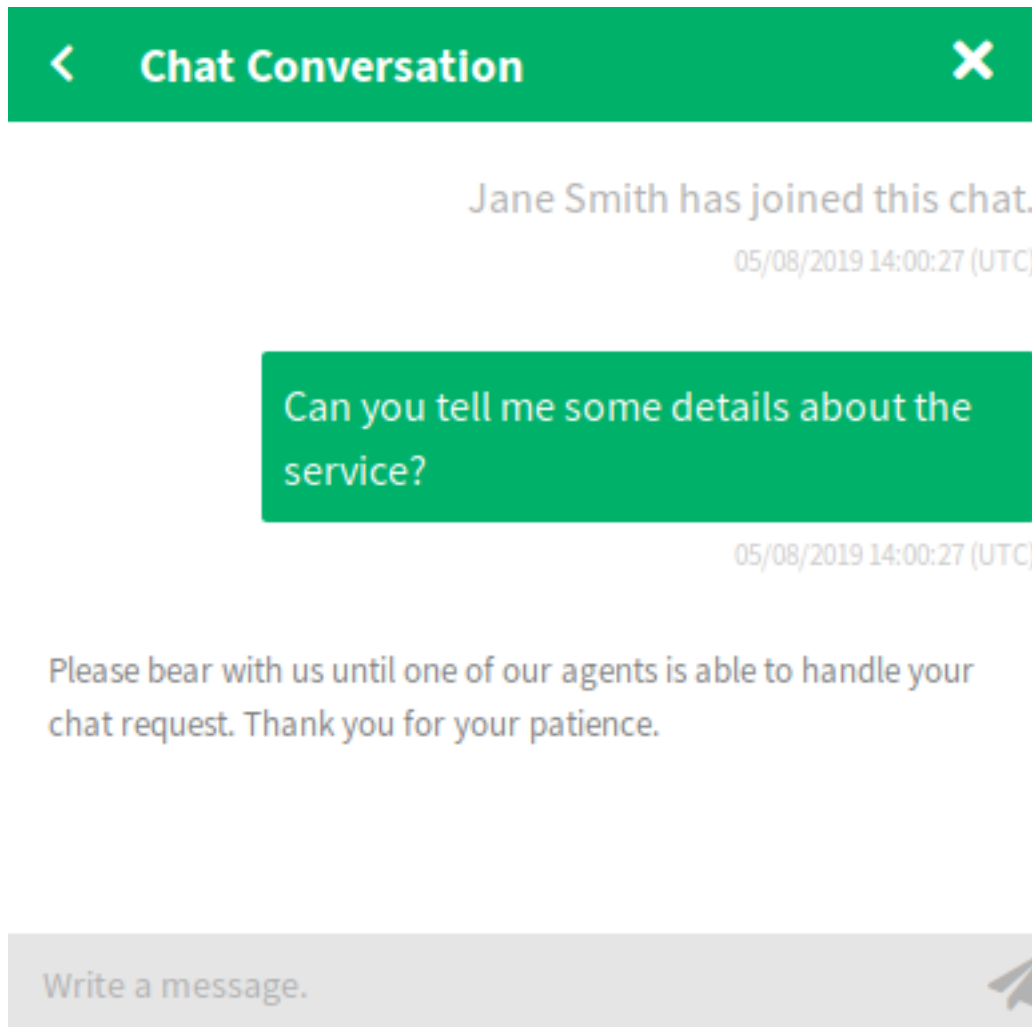 Chat Conversation
Jane Smith has joined this chat.
05/08/2019 14:00:27 (UTC)
Can you tell me some details about the
service?
05/08/2019 14:00:27 (UTC)
Please bear with us until one of our agents is able to handle your
chat request. Thank you for your patience.
Write a message.